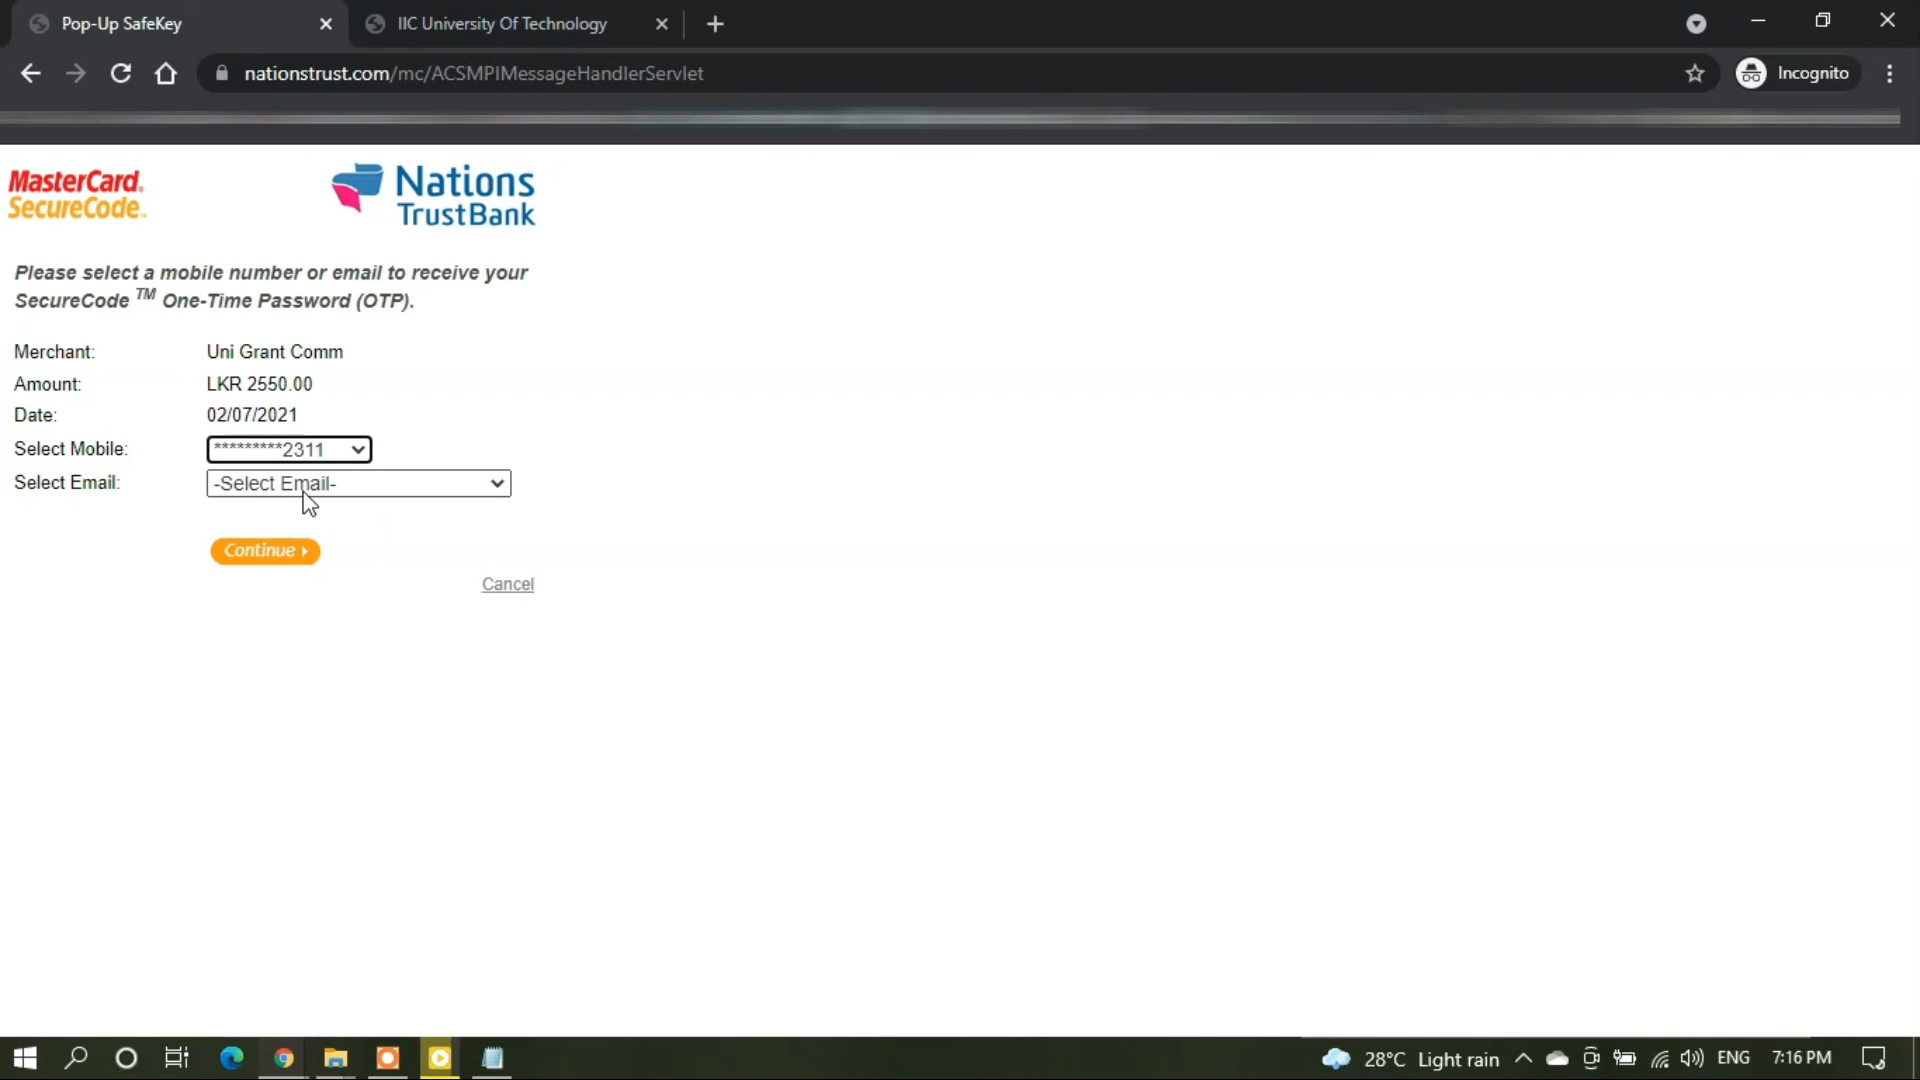 Pop-Up SafeKey
IIC University Of Technology
nationstrust.com/mc/ACSMPIMessageHandlerServlet
Incognito
MasterCard.
SecureCode™
Nations
TrustBank
Please select a mobile number or email to receive your
SecureCode TM One-Time Password (OTP).
Merchant: Uni Grant Comm
Amount: LKR 2550.00
Date: 02/07/2021
Select Mobile: *********2311
Select Email: -Select Email-
Continue
Cancel
28°C Light rain ENG 7:16 PM